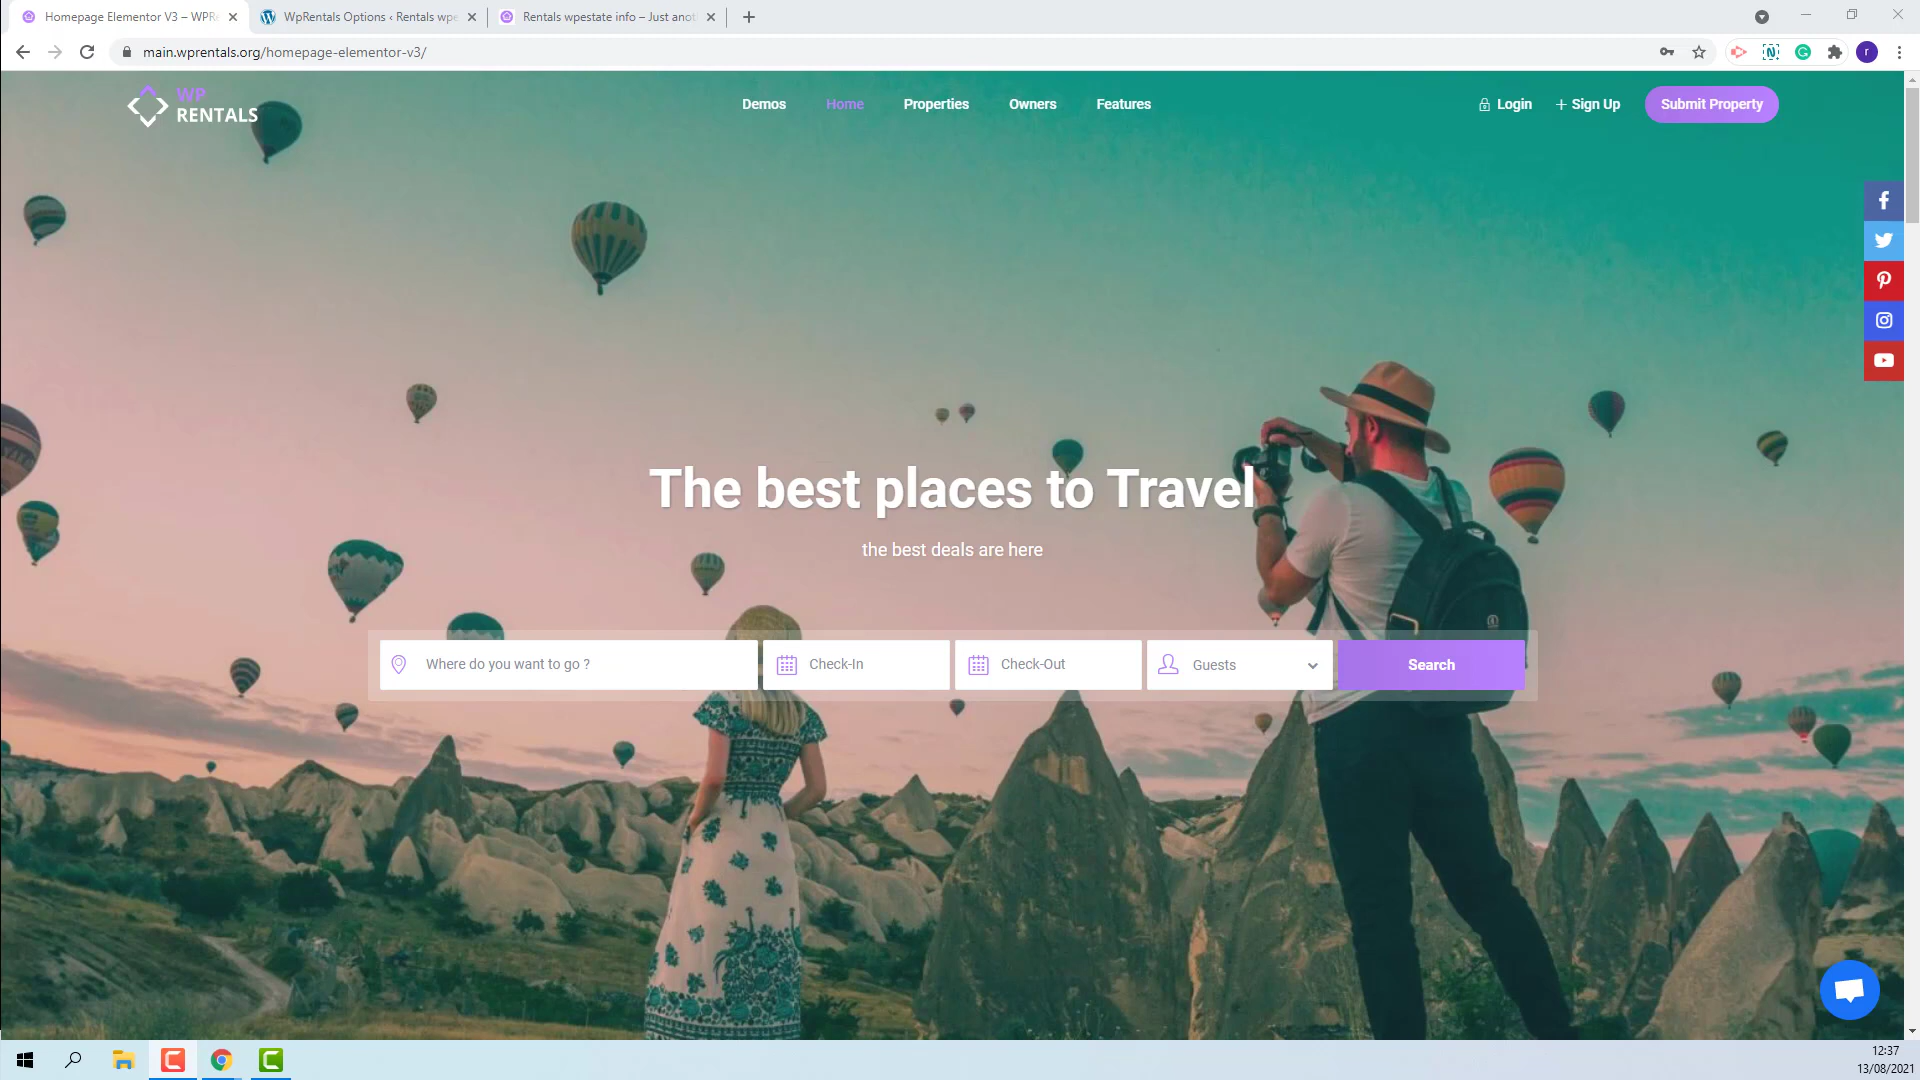 Homepage Elementor V3 – WPR
WpRentals Options ‹ Rentals wpe
Rentals wpestate info – Just anot
main.wprentals.org/homepage-elementor-v3/
r
WP
RENTALS
Demos
Home
Properties
Owners
Features
Login
+ Sign Up
Submit Property
The best places to Travel
the best deals are here
Where do you want to go ?
Check-In
Check-Out
Guests
Search
12:37
13/08/2021